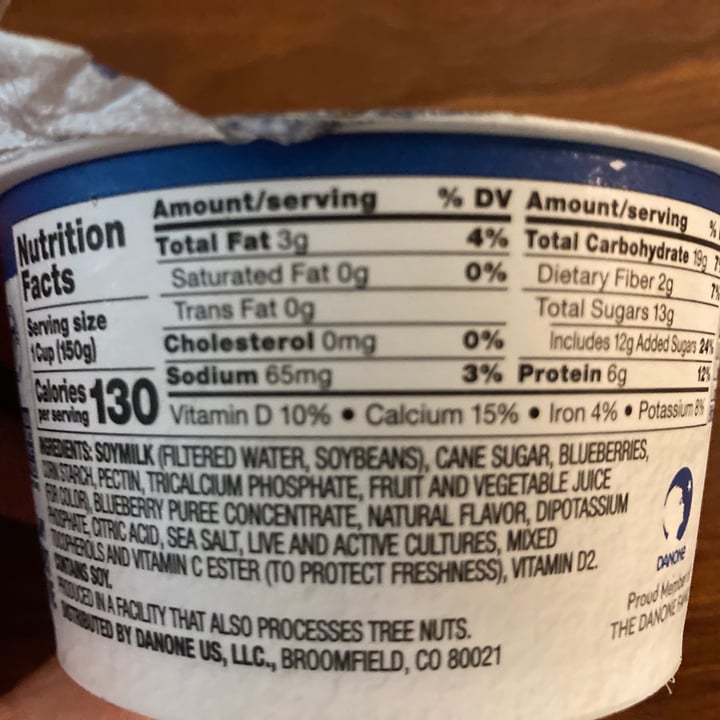 Nutrition
Facts
Serving size
1 Cup (150g)
Calories
per serving 130
Amount/serving % DV
Total Fat 3g 4%
Saturated Fat 0g 0%
Trans Fat 0g
Cholesterol 0mg 0%
Sodium 65mg 3%
Amount/serving %
Total Carbohydrate 19g 7%
Dietary Fiber 2g 7%
Total Sugars 13g
Includes 12g Added Sugars 24%
Protein 6g 12%
Vitamin D 10% • Calcium 15% • Iron 4% • Potassium 8%
INGREDIENTS: SOYMILK (FILTERED WATER, SOYBEANS), CANE SUGAR, BLUEBERRIES,
CORN STARCH, PECTIN, TRICALCIUM PHOSPHATE, FRUIT AND VEGETABLE JUICE
(FOR COLOR), BLUEBERRY PUREE CONCENTRATE, NATURAL FLAVOR, DIPOTASSIUM
PHOSPHATE, CITRIC ACID, SEA SALT, LIVE AND ACTIVE CULTURES, MIXED
TOCOPHEROLS AND VITAMIN C ESTER (TO PROTECT FRESHNESS), VITAMIN D2.
CONTAINS SOY.
PRODUCED IN A FACILITY THAT ALSO PROCESSES TREE NUTS.
DISTRIBUTED BY DANONE US, LLC., BROOMFIELD, CO 80021
DANONE
Proud Member
THE DANONE